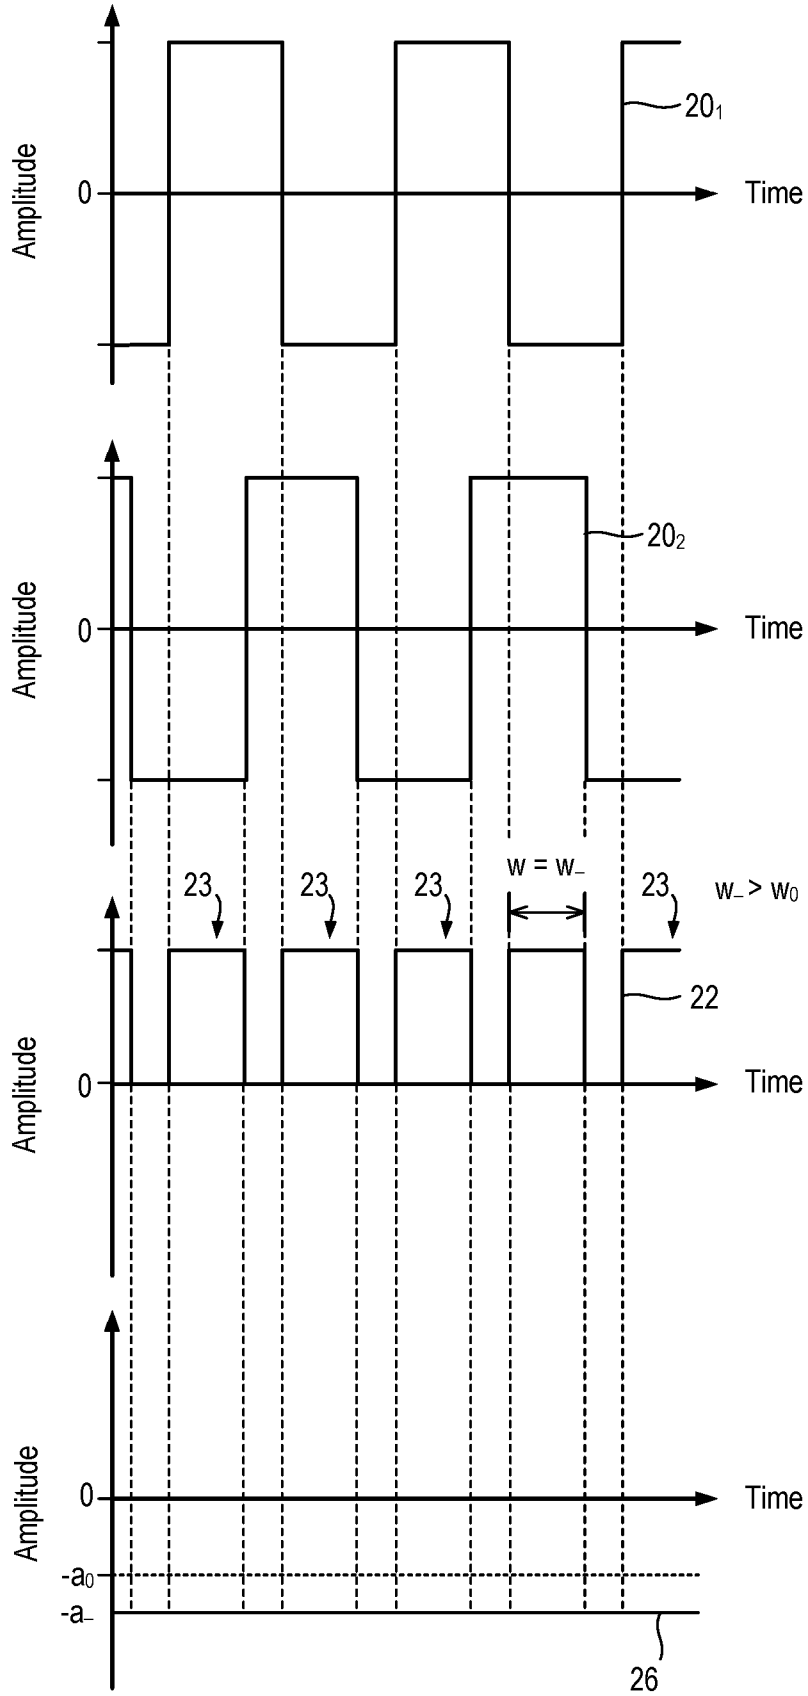 Amplitude
0
Time
20₁
Amplitude
0
Time
20₂
w = w₋
w₋ > w₀
23
23
23
23
22
Amplitude
0
Time
Amplitude
0
Time
-a₀
-a₋
26